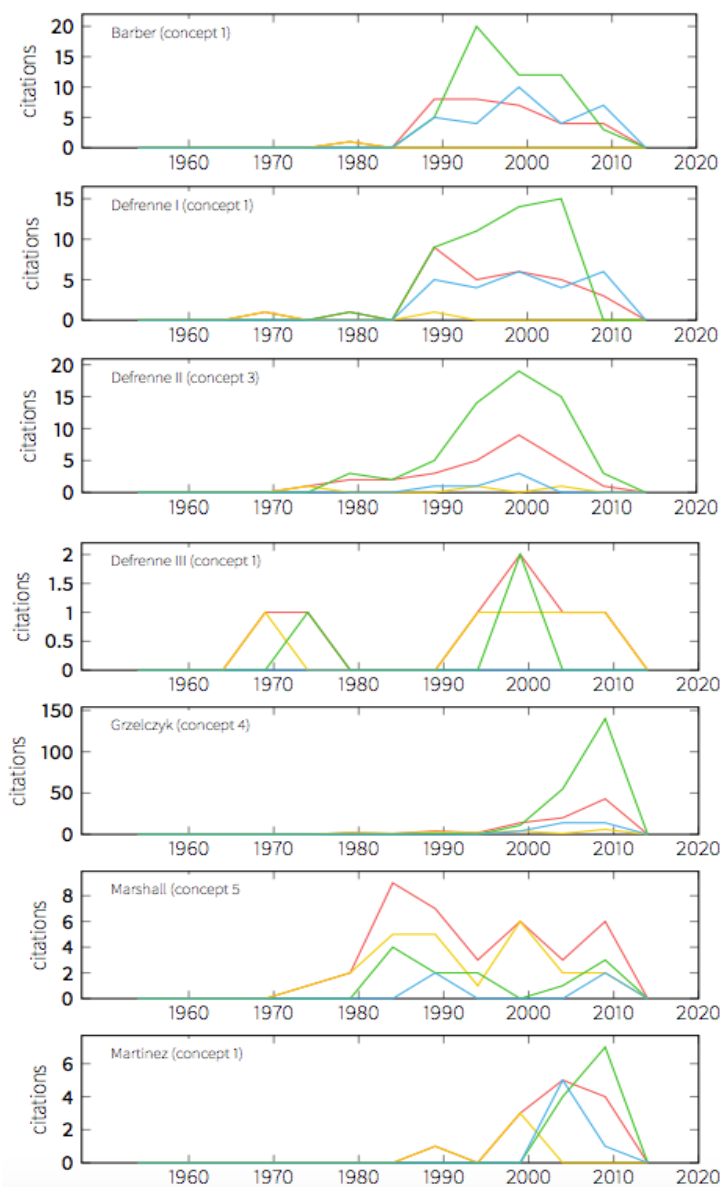 Barber (concept 1)
citations
20
15
10
5
0
1960 1970 1980 1990 2000 2010 2020
Defrenne I (concept 1)
citations
15
10
5
0
1960 1970 1980 1990 2000 2010 2020
Defrenne II (concept 3)
citations
20
15
10
5
0
1960 1970 1980 1990 2000 2010 2020
Defrenne III (concept 1)
citations
2
1.5
1
0.5
0
1960 1970 1980 1990 2000 2010 2020
Grzelczyk (concept 4)
citations
150
100
50
0
1960 1970 1980 1990 2000 2010 2020
Marshall (concept 5
citations
8
6
4
2
0
1960 1970 1980 1990 2000 2010 2020
Martinez (concept 1)
citations
6
4
2
0
1960 1970 1980 1990 2000 2010 2020